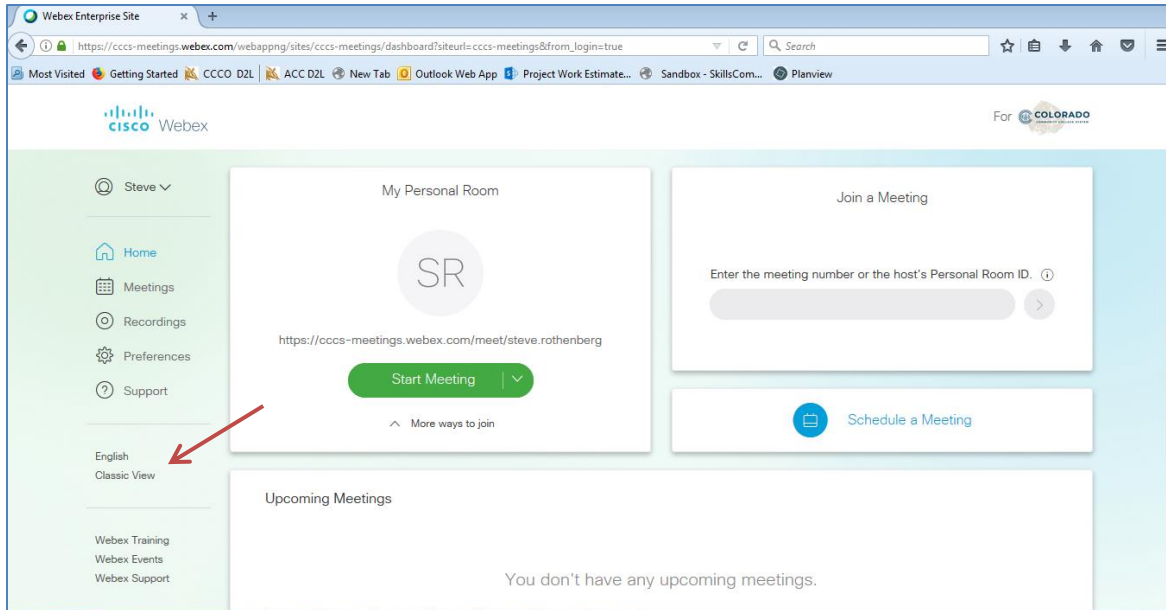 Webex Enterprise Site × +
https://cccs-meetings.webex.com/webappng/sites/cccs-meetings/dashboard?siteurl=cccs-meetings&from_login=true Search
Most Visited Getting Started CCCO D2L ACC D2L New Tab Outlook Web App Project Work Estimate... Sandbox - SkillsCom... Planview
CISCO Webex
For COLORADO
Steve
My Personal Room
Join a Meeting
Home
Meetings
Recordings
Preferences
Support
SR
Enter the meeting number or the host's Personal Room ID.
https://cccs-meetings.webex.com/meet/steve.rothenberg
Start Meeting
More ways to join
Schedule a Meeting
English
Classic View
Upcoming Meetings
Webex Training
Webex Events
Webex Support
You don't have any upcoming meetings.